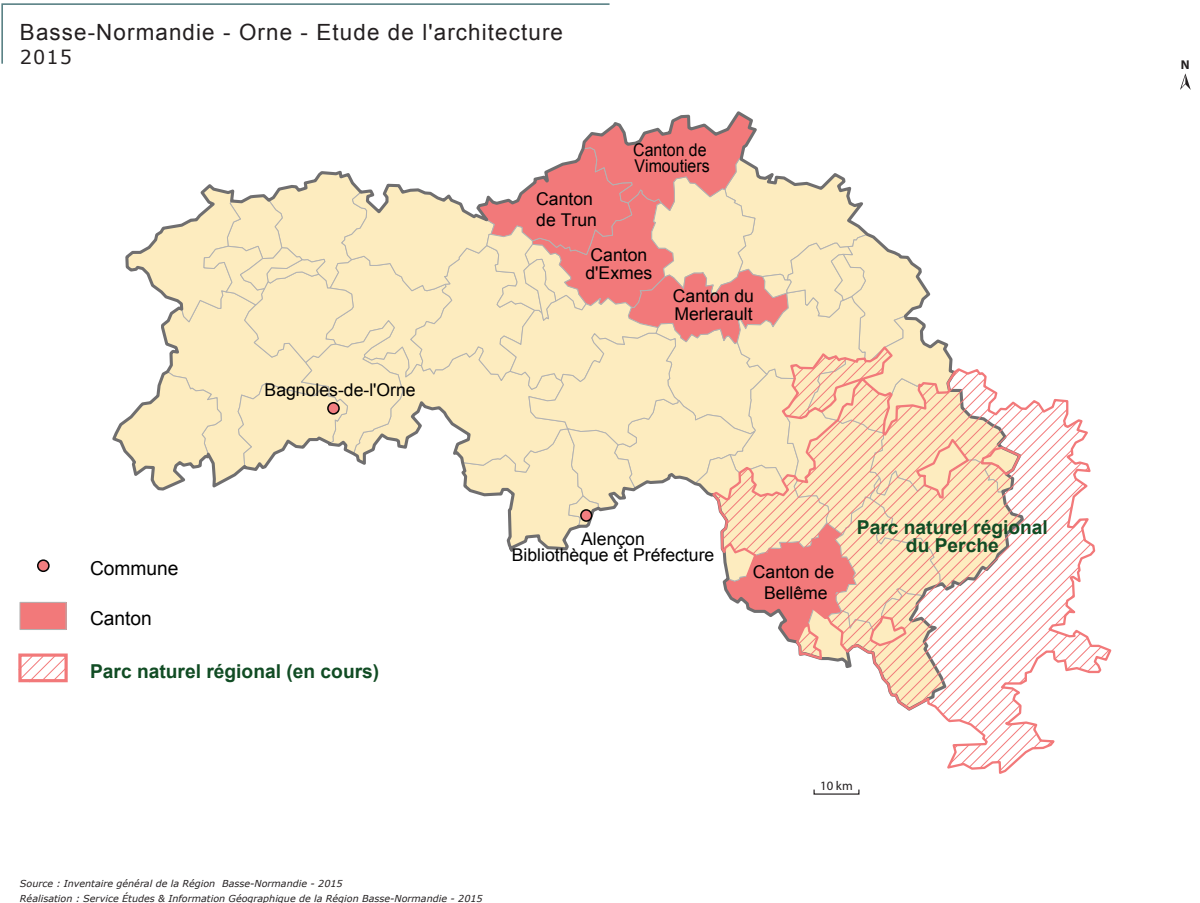 Basse-Normandie - Orne - Etude de l'architecture
2015
N
Canton de
Vimoutiers
Canton
de Trun
Canton
d'Exmes
Canton du
Merlerault
Bagnoles-de-l'Orne
Parc naturel régional
du Perche
Alençon
Bibliothèque et Préfecture
Canton de
Bellême
Commune
Canton
Parc naturel régional (en cours)
10 km
Source : Inventaire général de la Région Basse-Normandie - 2015
Réalisation : Service Études & Information Géographique de la Région Basse-Normandie - 2015